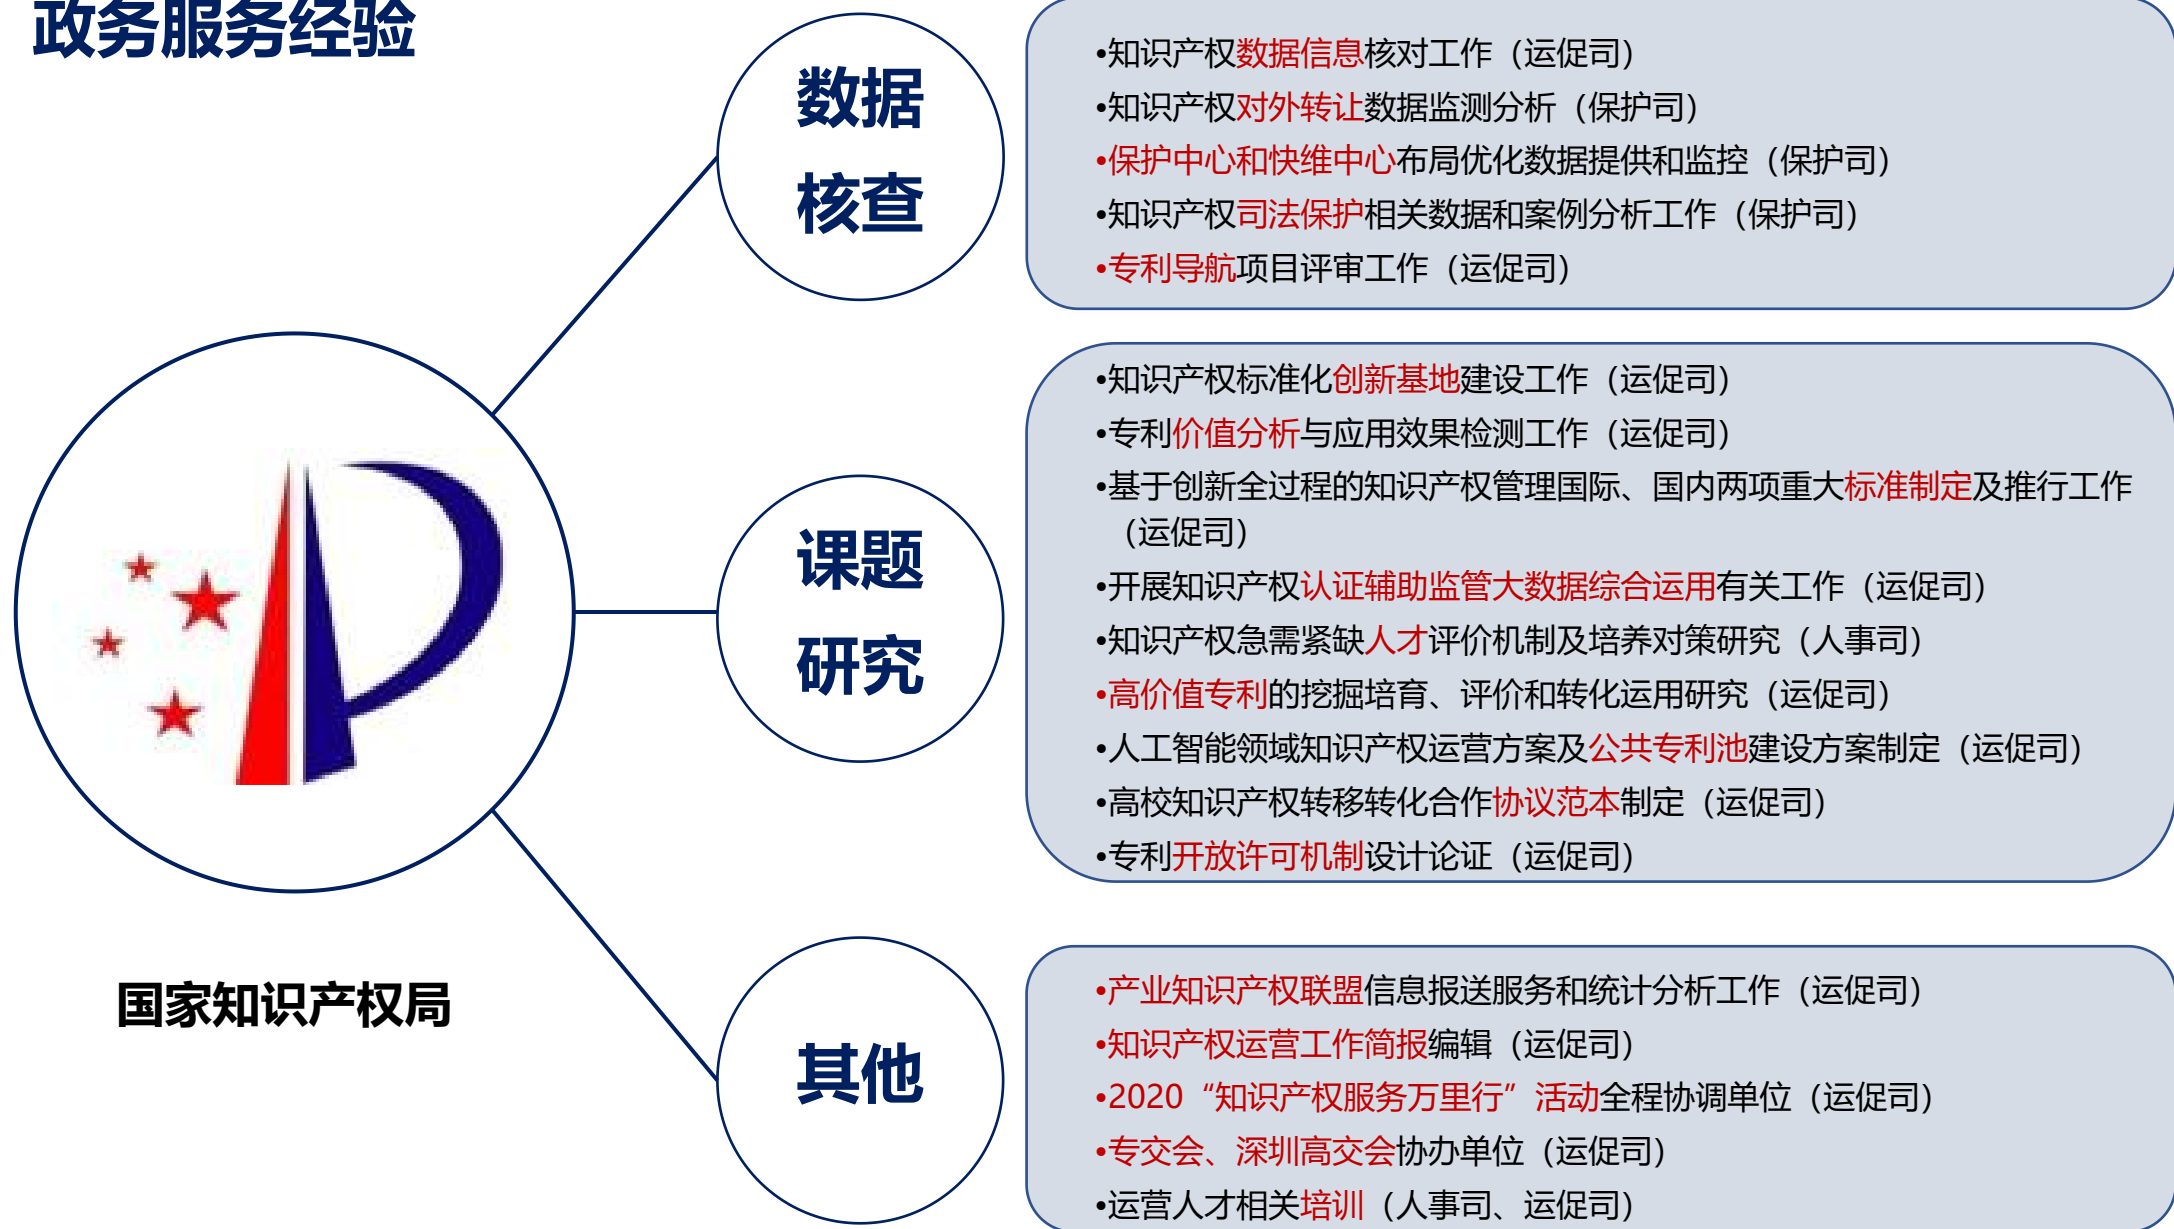 政务服务经验
数据
核查
•知识产权数据信息核对工作（运促司）
•知识产权对外转让数据监测分析（保护司）
•保护中心和快维中心布局优化数据提供和监控（保护司）
•知识产权司法保护相关数据和案例分析工作（保护司）
•专利导航项目评审工作（运促司）
课题
研究
•知识产权标准化创新基地建设工作（运促司）
•专利价值分析与应用效果检测工作（运促司）
•基于创新全过程的知识产权管理国际、国内两项重大标准制定及推行工作
（运促司）
•开展知识产权认证辅助监管大数据综合运用有关工作（运促司）
•知识产权急需紧缺人才评价机制及培养对策研究（人事司）
•高价值专利的挖掘培育、评价和转化运用研究（运促司）
•人工智能领域知识产权运营方案及公共专利池建设方案制定（运促司）
•高校知识产权转移转化合作协议范本制定（运促司）
•专利开放许可机制设计论证（运促司）
国家知识产权局
其他
•产业知识产权联盟信息报送服务和统计分析工作（运促司）
•知识产权运营工作简报编辑（运促司）
•2020“知识产权服务万里行”活动全程协调单位（运促司）
•专交会、深圳高交会协办单位（运促司）
•运营人才相关培训（人事司、运促司）